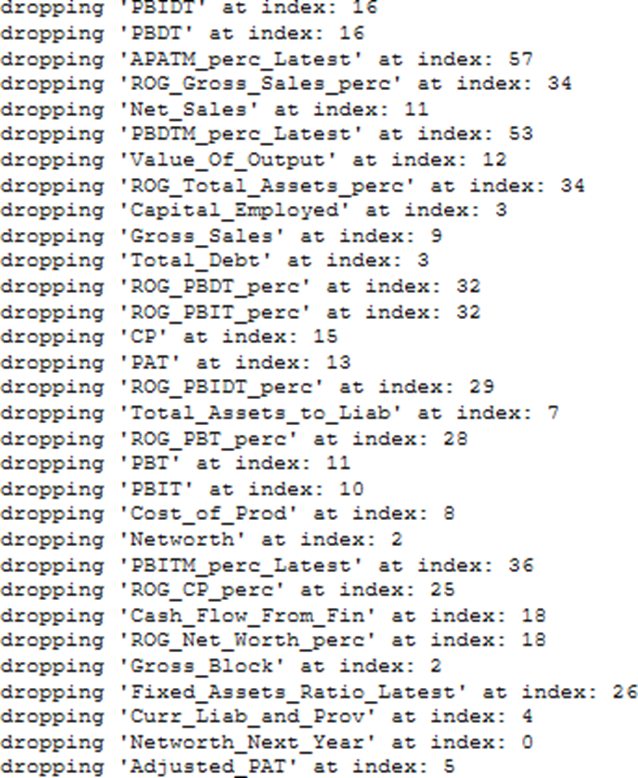 dropping 'PBIDT' at index: 16
dropping 'PBDT' at index: 16
dropping 'APATM_perc_Latest' at index: 57
dropping 'ROG_Gross_Sales_perc' at index: 34
dropping 'Net_Sales' at index: 11
dropping 'PBDTM_perc_Latest' at index: 53
dropping 'Value_Of_Output' at index: 12
dropping 'ROG_Total_Assets_perc' at index: 34
dropping 'Capital_Employed' at index: 3
dropping 'Gross_Sales' at index: 9
dropping 'Total_Debt' at index: 3
dropping 'ROG_PBDT_perc' at index: 32
dropping 'ROG_PBIT_perc' at index: 32
dropping 'CP' at index: 15
dropping 'PAT' at index: 13
dropping 'ROG_PBIDT_perc' at index: 29
dropping 'Total_Assets_to_Liab' at index: 7
dropping 'ROG_PBT_perc' at index: 28
dropping 'PBT' at index: 11
dropping 'PBIT' at index: 10
dropping 'Cost_of_Prod' at index: 8
dropping 'Networth' at index: 2
dropping 'PBITM_perc_Latest' at index: 36
dropping 'ROG_CP_perc' at index: 25
dropping 'Cash_Flow_From_Fin' at index: 18
dropping 'ROG_Net_Worth_perc' at index: 18
dropping 'Gross_Block' at index: 2
dropping 'Fixed_Assets_Ratio_Latest' at index: 26
dropping 'Curr_Liab_and_Prov' at index: 4
dropping 'Networth_Next_Year' at index: 0
dropping 'Adjusted_PAT' at index: 5